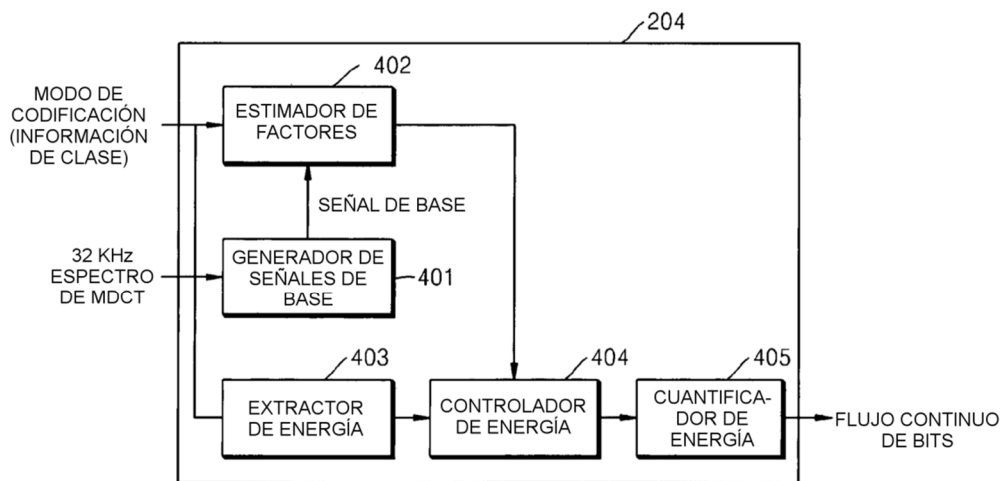 204
402
MODO DE
CODIFICACIÓN
(INFORMACIÓN
DE CLASE)
ESTIMADOR DE
FACTORES
SEÑAL DE BASE
32 KHz
ESPECTRO
DE MDCT
GENERADOR DE
SEÑALES DE
BASE
401
403
404
405
EXTRACTOR
DE ENERGÍA
CONTROLADOR
DE ENERGÍA
CUANTIFICA-
DOR DE
ENERGÍA
FLUJO CONTINUO
DE BITS